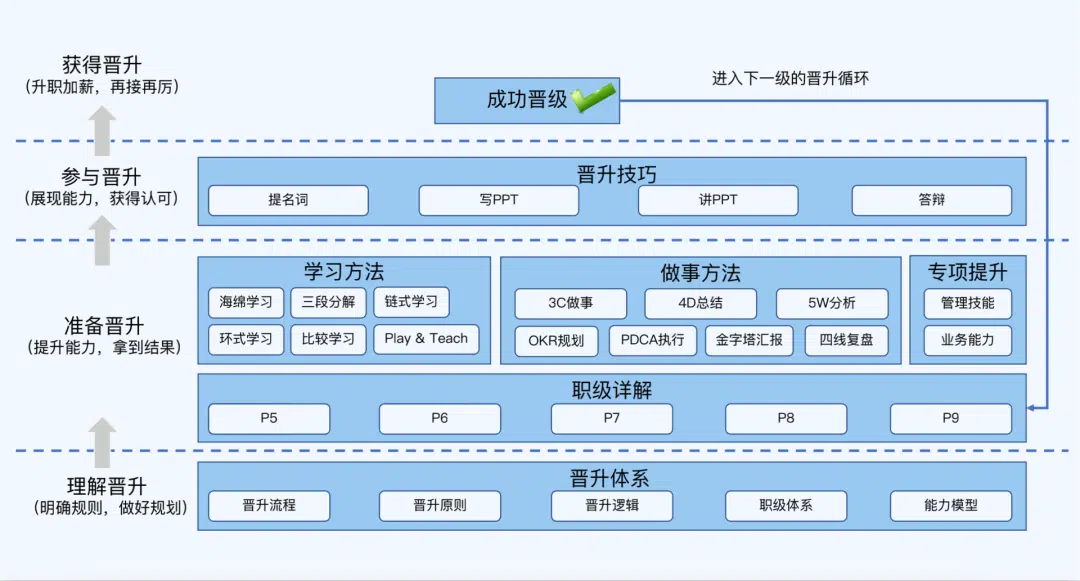 获得晋升
(升职加薪，再接再厉)
成功晋级
进入下一级的晋升循环
参与晋升
(展现能力，获得认可)
晋升技巧
提名词
写PPT
讲PPT
答辩
准备晋升
(提升能力，拿到结果)
学习方法
海绵学习
三段分解
链式学习
环式学习
比较学习
Play & Teach
做事方法
3C做事
4D总结
5W分析
OKR规划
PDCA执行
金字塔汇报
四线复盘
专项提升
管理技能
业务能力
职级详解
P5
P6
P7
P8
P9
理解晋升
(明确规则，做好规划)
晋升体系
晋升流程
晋升原则
晋升逻辑
职级体系
能力模型